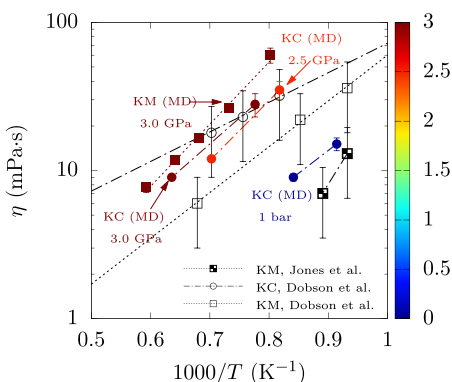 100
10
1
η (mPa·s)
KC (MD)
2.5 GPa
KM (MD)
3.0 GPa
KC (MD)
3.0 GPa
KC (MD)
1 bar
KM, Jones et al.
KC, Dobson et al.
KM, Dobson et al.
0.5 0.6 0.7 0.8 0.9 1
1000/T (K⁻¹)
3
2.5
2
1.5
1
0.5
0